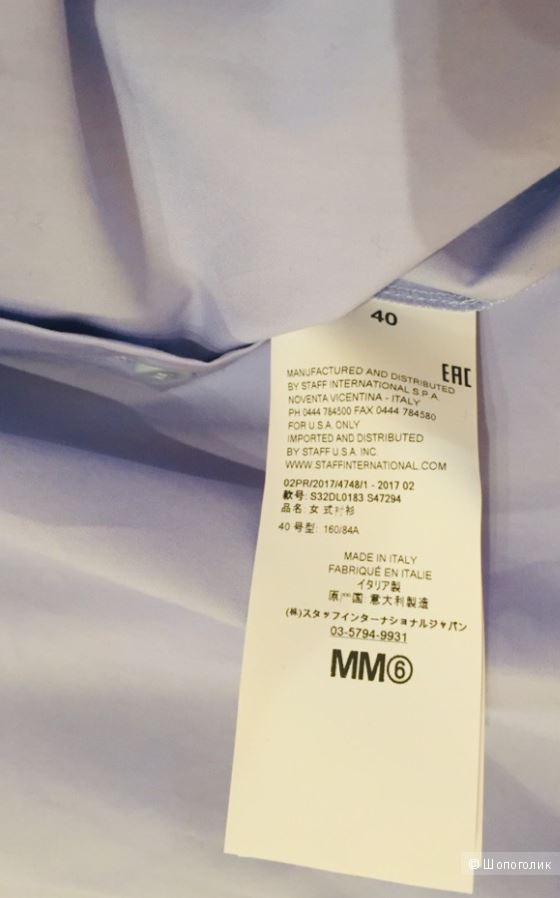 40
EAC
MANUFACTURED AND DISTRIBUTED
BY STAFF INTERNATIONAL S.P.A.
NOVENTA VICENTINA - ITALY
PH 0444 784500 FAX 0444 784580
FOR U.S.A. ONLY
IMPORTED AND DISTRIBUTED
BY STAFF U.S.A. INC.
WWW.STAFFINTERNATIONAL.COM
02PR/2017/4748/1 - 2017 02
款号: S32DL0183 S47294
品名: 女式衬衫
40 号型: 160/84A
MADE IN ITALY
FABRIQUÉ EN ITALIE
イタリア製
原 国: 意大利製造
(株)スタッフインターナショナルジャパン
03-5794-9931
MM⑥
© Шопоголик